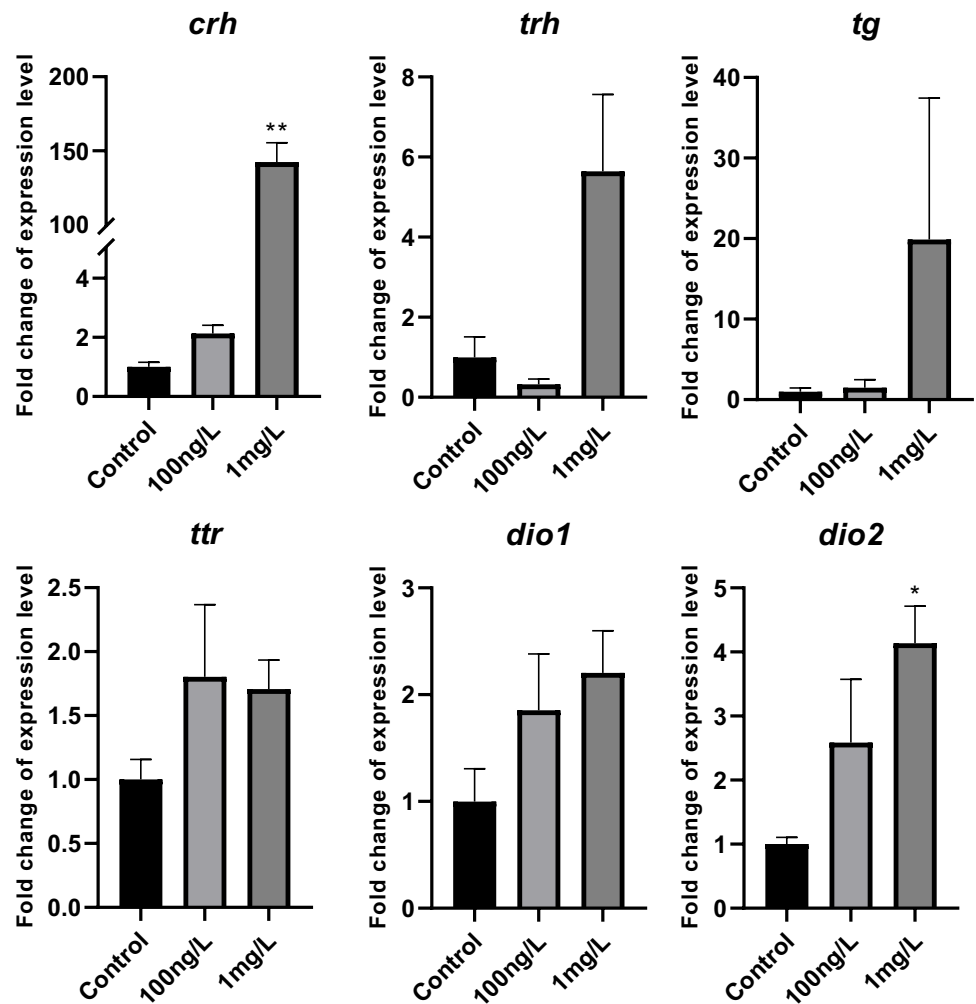 crh
Fold change of expression level
200
150
100
4
2
0
**
Control
100ng/L
1mg/L
trh
Fold change of expression level
8
6
4
2
0
Control
100ng/L
1mg/L
tg
Fold change of expression level
40
30
20
10
0
Control
100ng/L
1mg/L
ttr
Fold change of expression level
2.5
2.0
1.5
1.0
0.5
0.0
Control
100ng/L
1mg/L
dio1
Fold change of expression level
3
2
1
0
Control
100ng/L
1mg/L
dio2
Fold change of expression level
5
4
3
2
1
0
*
Control
100ng/L
1mg/L